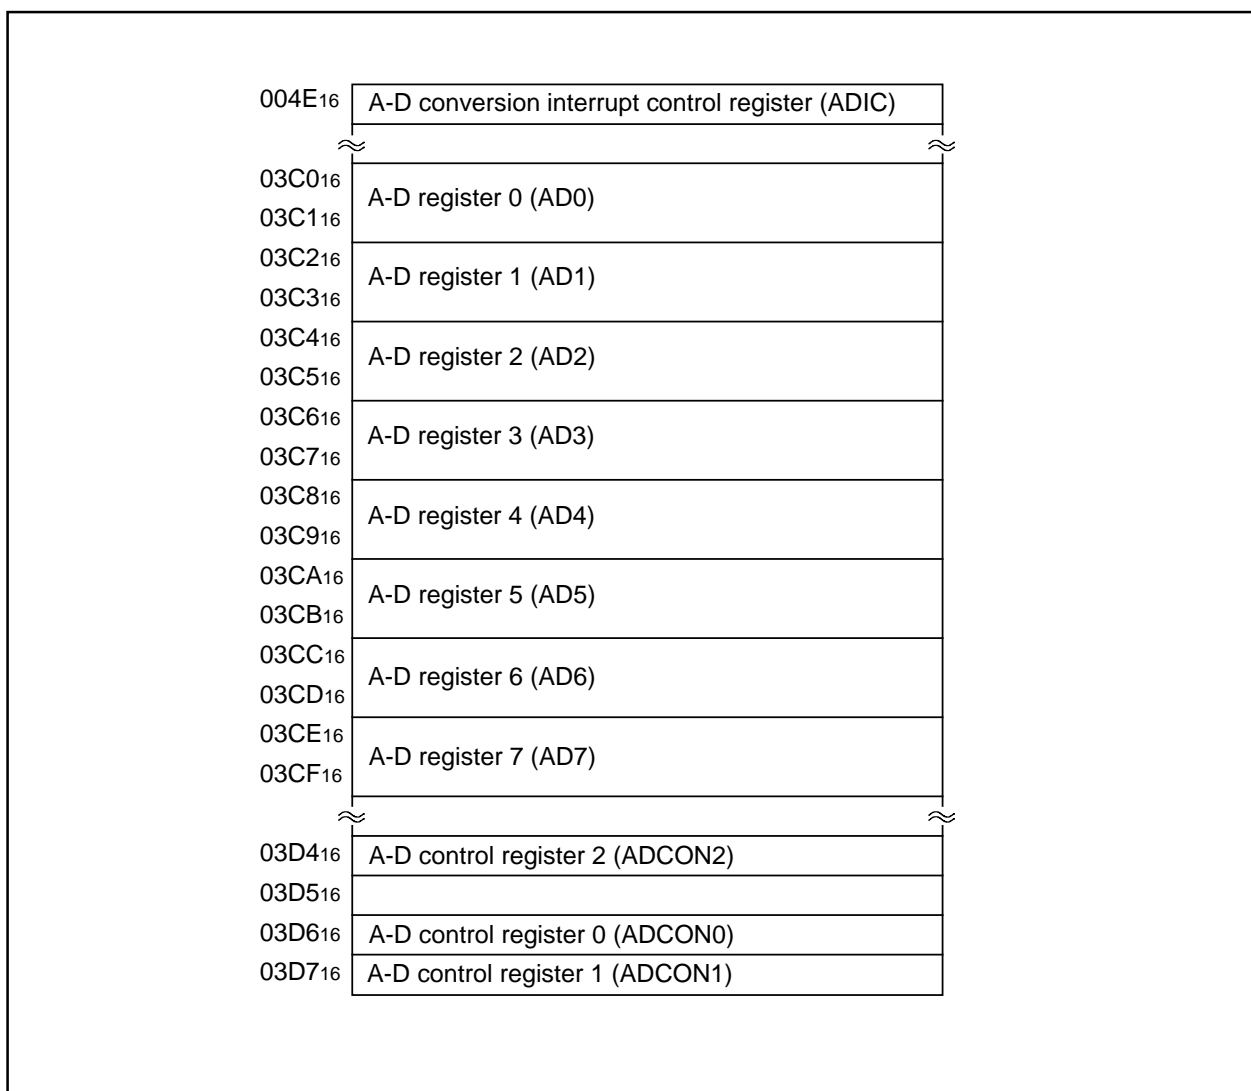 004E16 A-D conversion interrupt control register (ADIC)
03C016
A-D register 0 (AD0)
03C116
03C216
A-D register 1 (AD1)
03C316
03C416
A-D register 2 (AD2)
03C516
03C616
A-D register 3 (AD3)
03C716
03C816
A-D register 4 (AD4)
03C916
03CA16
A-D register 5 (AD5)
03CB16
03CC16
A-D register 6 (AD6)
03CD16
03CE16
A-D register 7 (AD7)
03CF16
03D416 A-D control register 2 (ADCON2)
03D516
03D616 A-D control register 0 (ADCON0)
03D716 A-D control register 1 (ADCON1)